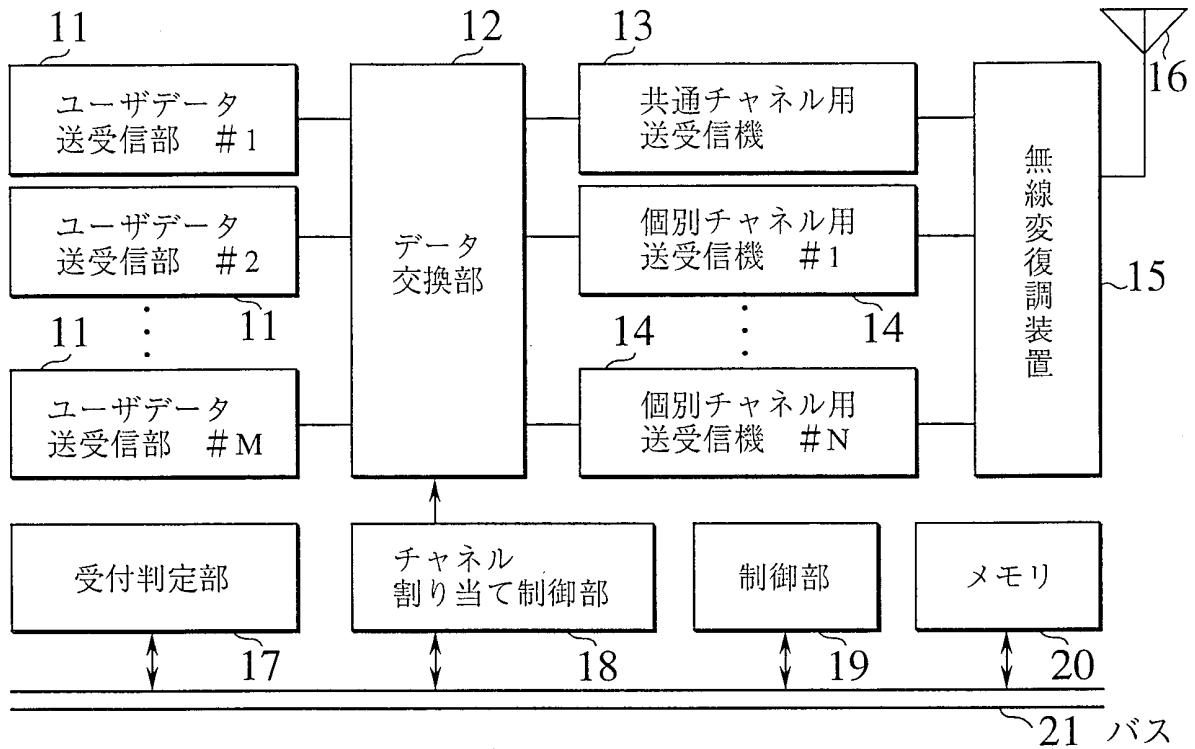 11
12
13
16
ユーザデータ
送受信部 #1
共通チャネル用
送受信機
ユーザデータ
送受信部 #2
データ
交換部
個別チャネル用
送受信機 #1
無線変復調装置
15
11
14
11
14
ユーザデータ
送受信部 #M
個別チャネル用
送受信機 #N
受付判定部
チャネル
割り当て制御部
制御部
メモリ
17
18
19
20
21 バス